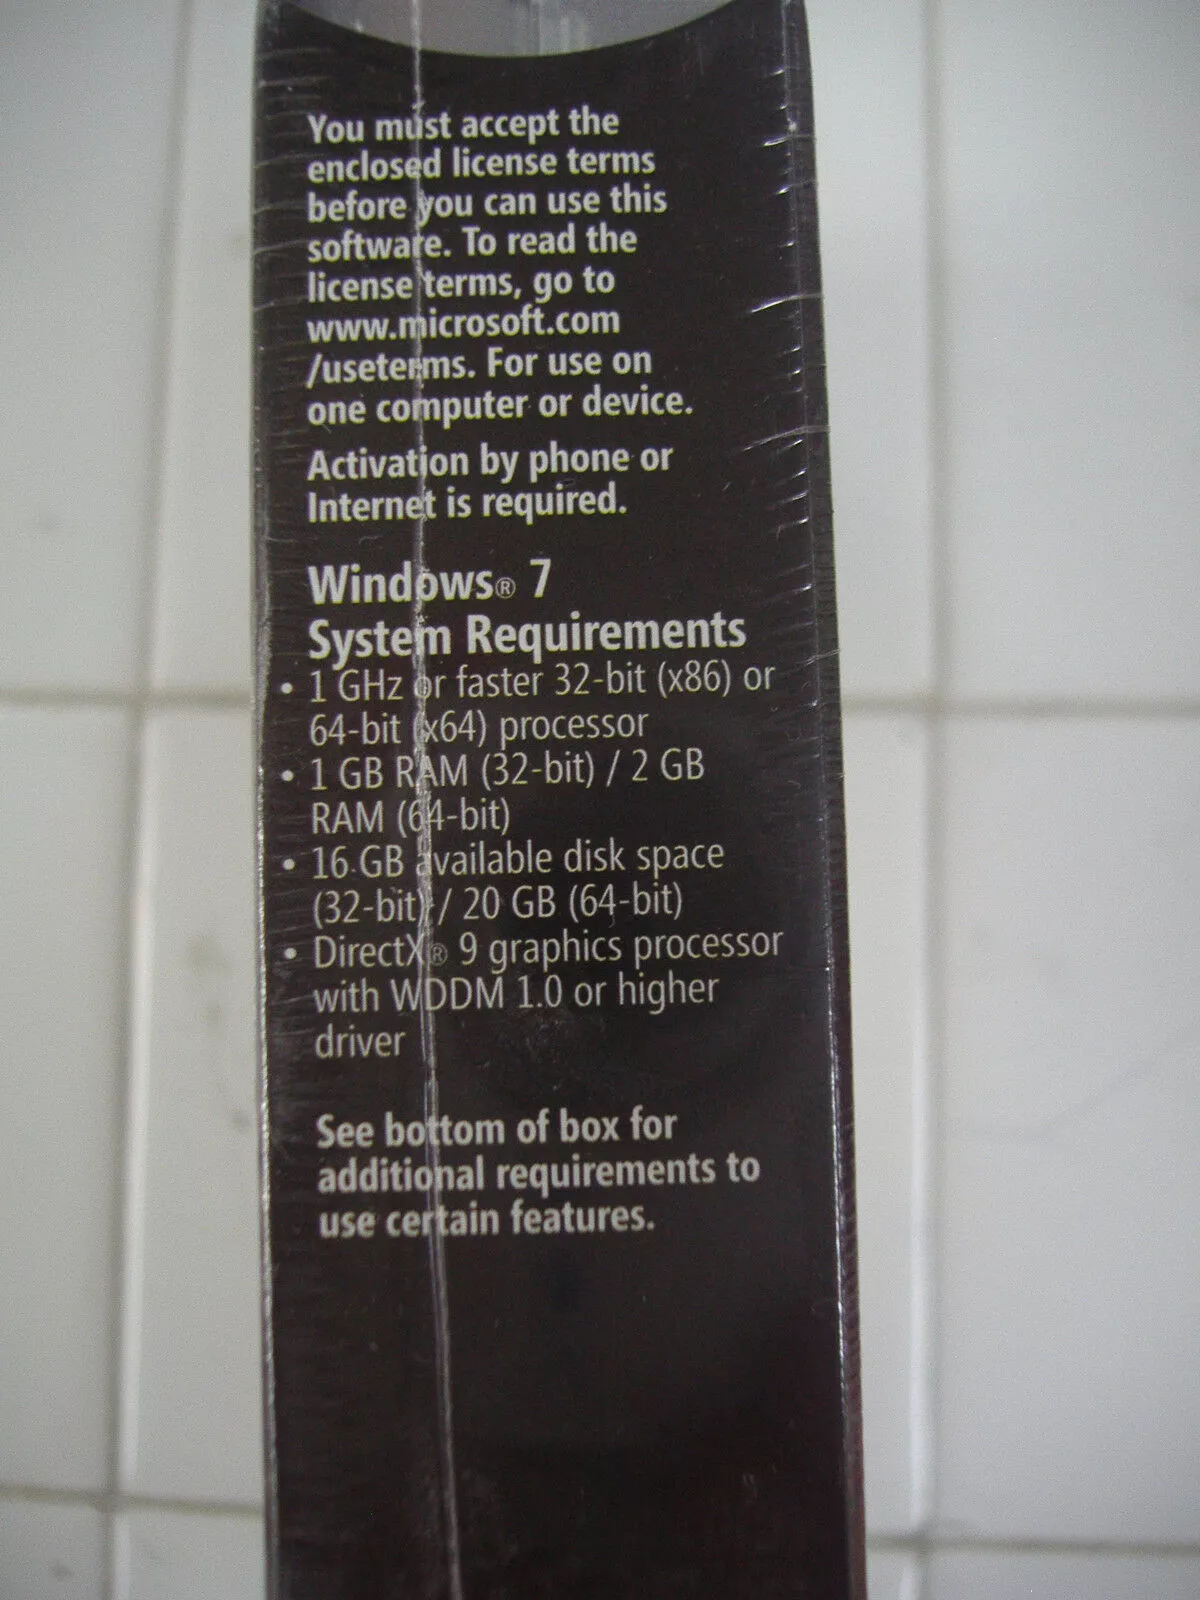 You must accept the
enclosed license terms
before you can use this
software. To read the
license terms, go to
www.microsoft.com
/useterms. For use on
one computer or device.
Activation by phone or
Internet is required.
Windows® 7
System Requirements
• 1 GHz or faster 32-bit (x86) or
64-bit (x64) processor
• 1 GB RAM (32-bit) / 2 GB
RAM (64-bit)
• 16 GB available disk space
(32-bit) / 20 GB (64-bit)
• DirectX® 9 graphics processor
with WDDM 1.0 or higher
driver
See bottom of box for
additional requirements to
use certain features.